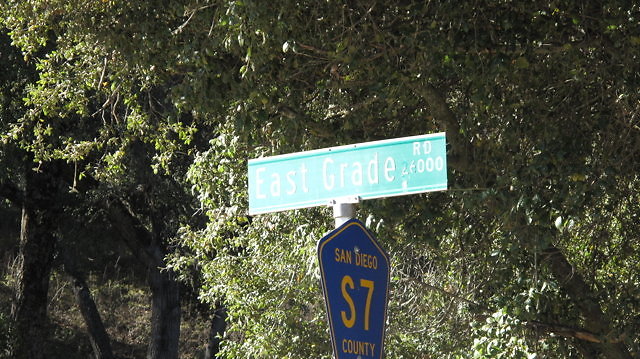 East Grade RD
24000
SAN DIEGO
S7
COUNTY